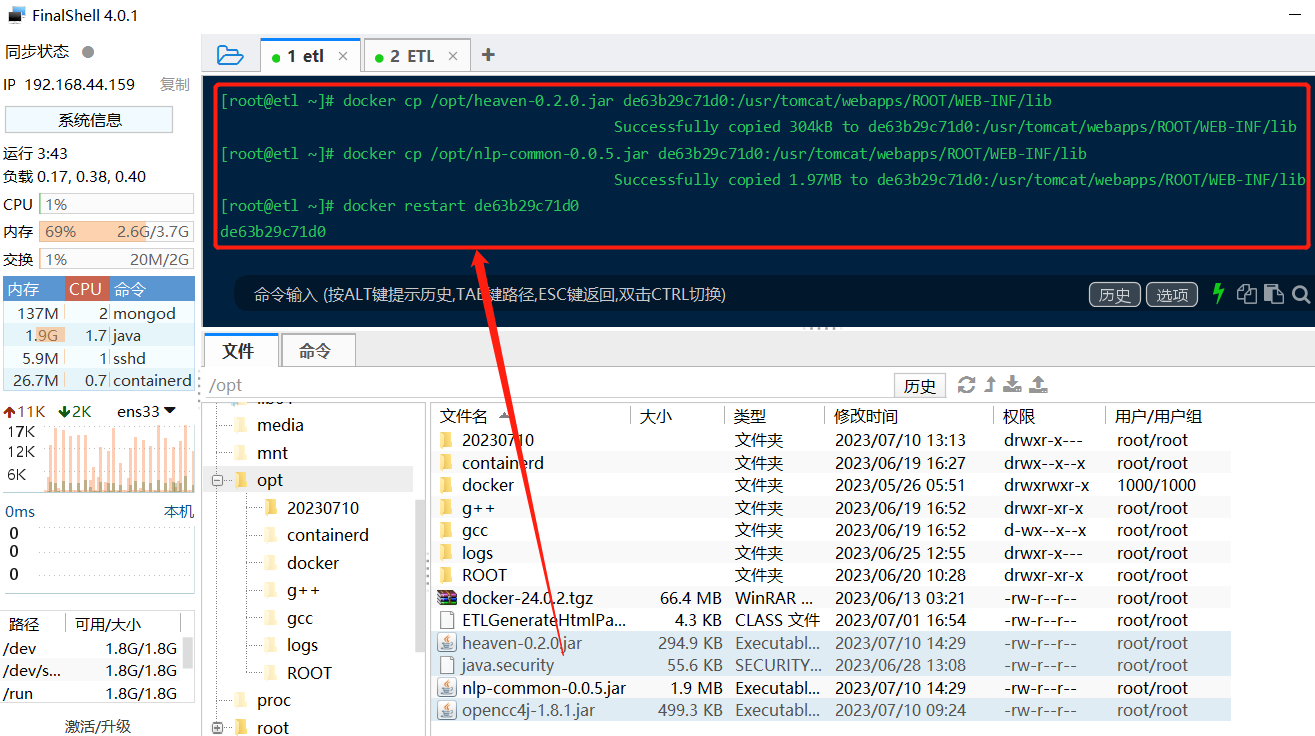 FinalShell 4.0.1
同步状态
IP 192.168.44.159 复制
系统信息
运行 3:43
负载 0.17, 0.38, 0.40
CPU 1%
内存 69% 2.6G/3.7G
交换 1% 20M/2G
内存 CPU 命令
137M 2 mongod
1.9G 1.7 java
5.9M 1 sshd
26.7M 0.7 containerd
11K 2K ens33
17K
12K
6K
0ms 本机
0
0
0
路径 可用/大小
/dev 1.8G/1.8G
/dev/s... 1.8G/1.8G
/run 1.8G/1.8G
激活/升级
1 etl × 2 ETL × +
[root@etl ~]# docker cp /opt/heaven-0.2.0.jar de63b29c71d0:/usr/tomcat/webapps/ROOT/WEB-INF/lib
Successfully copied 304kB to de63b29c71d0:/usr/tomcat/webapps/ROOT/WEB-INF/lib
[root@etl ~]# docker cp /opt/nlp-common-0.0.5.jar de63b29c71d0:/usr/tomcat/webapps/ROOT/WEB-INF/lib
Successfully copied 1.97MB to de63b29c71d0:/usr/tomcat/webapps/ROOT/WEB-INF/lib
[root@etl ~]# docker restart de63b29c71d0
de63b29c71d0
命令输入 (按ALT键提示历史,TAB键路径,ESC键返回,双击CTRL切换) 历史 选项
文件 命令
/opt 历史
media
mnt
opt
20230710
containerd
docker
g++
gcc
logs
ROOT
proc
root
文件名 大小 类型 修改时间 权限 用户/用户组
20230710 文件夹 2023/07/10 13:13 drwxr-x--- root/root
containerd 文件夹 2023/06/19 16:27 drwx--x--x root/root
docker 文件夹 2023/05/26 05:51 drwxrwxr-x 1000/1000
g++ 文件夹 2023/06/19 16:52 drwxr-xr-x root/root
gcc 文件夹 2023/06/19 16:52 d-wx--x--x root/root
logs 文件夹 2023/06/25 12:55 drwxr-x--- root/root
ROOT 文件夹 2023/06/20 10:28 drwxr-xr-x root/root
docker-24.0.2.tgz 66.4 MB WinRAR ... 2023/06/13 03:21 -rw-r--r-- root/root
ETLGenerateHtmlPa... 4.3 KB CLASS 文件 2023/07/01 16:54 -rw-r--r-- root/root
heaven-0.2.0.jar 294.9 KB Executabl... 2023/07/10 14:29 -rw-r--r-- root/root
java.security 55.6 KB SECURITY... 2023/06/28 13:08 -rw-r--r-- root/root
nlp-common-0.0.5.jar 1.9 MB Executabl... 2023/07/10 14:29 -rw-r--r-- root/root
opencc4j-1.8.1.jar 499.3 KB Executabl... 2023/07/10 09:24 -rw-r--r-- root/root